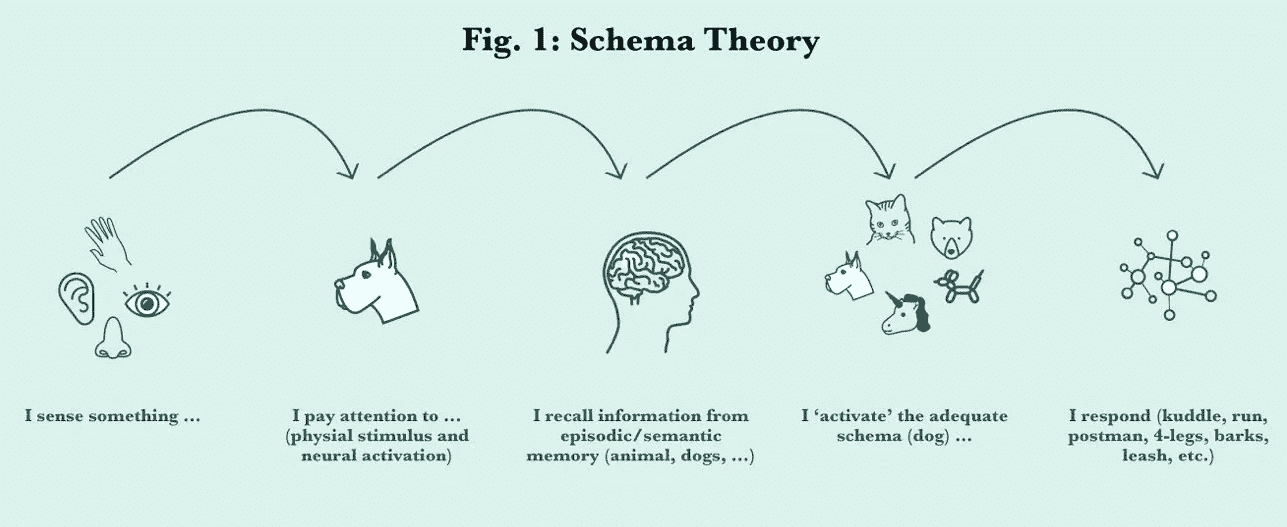 Fig. 1: Schema Theory
I sense something ...
I pay attention to ...
(physial stimulus and
neural activation)
I recall information from
episodic/semantic
memory (animal, dogs, ...)
I ‘activate’ the adequate
schema (dog) ...
I respond (kuddle, run,
postman, 4-legs, barks,
leash, etc.)